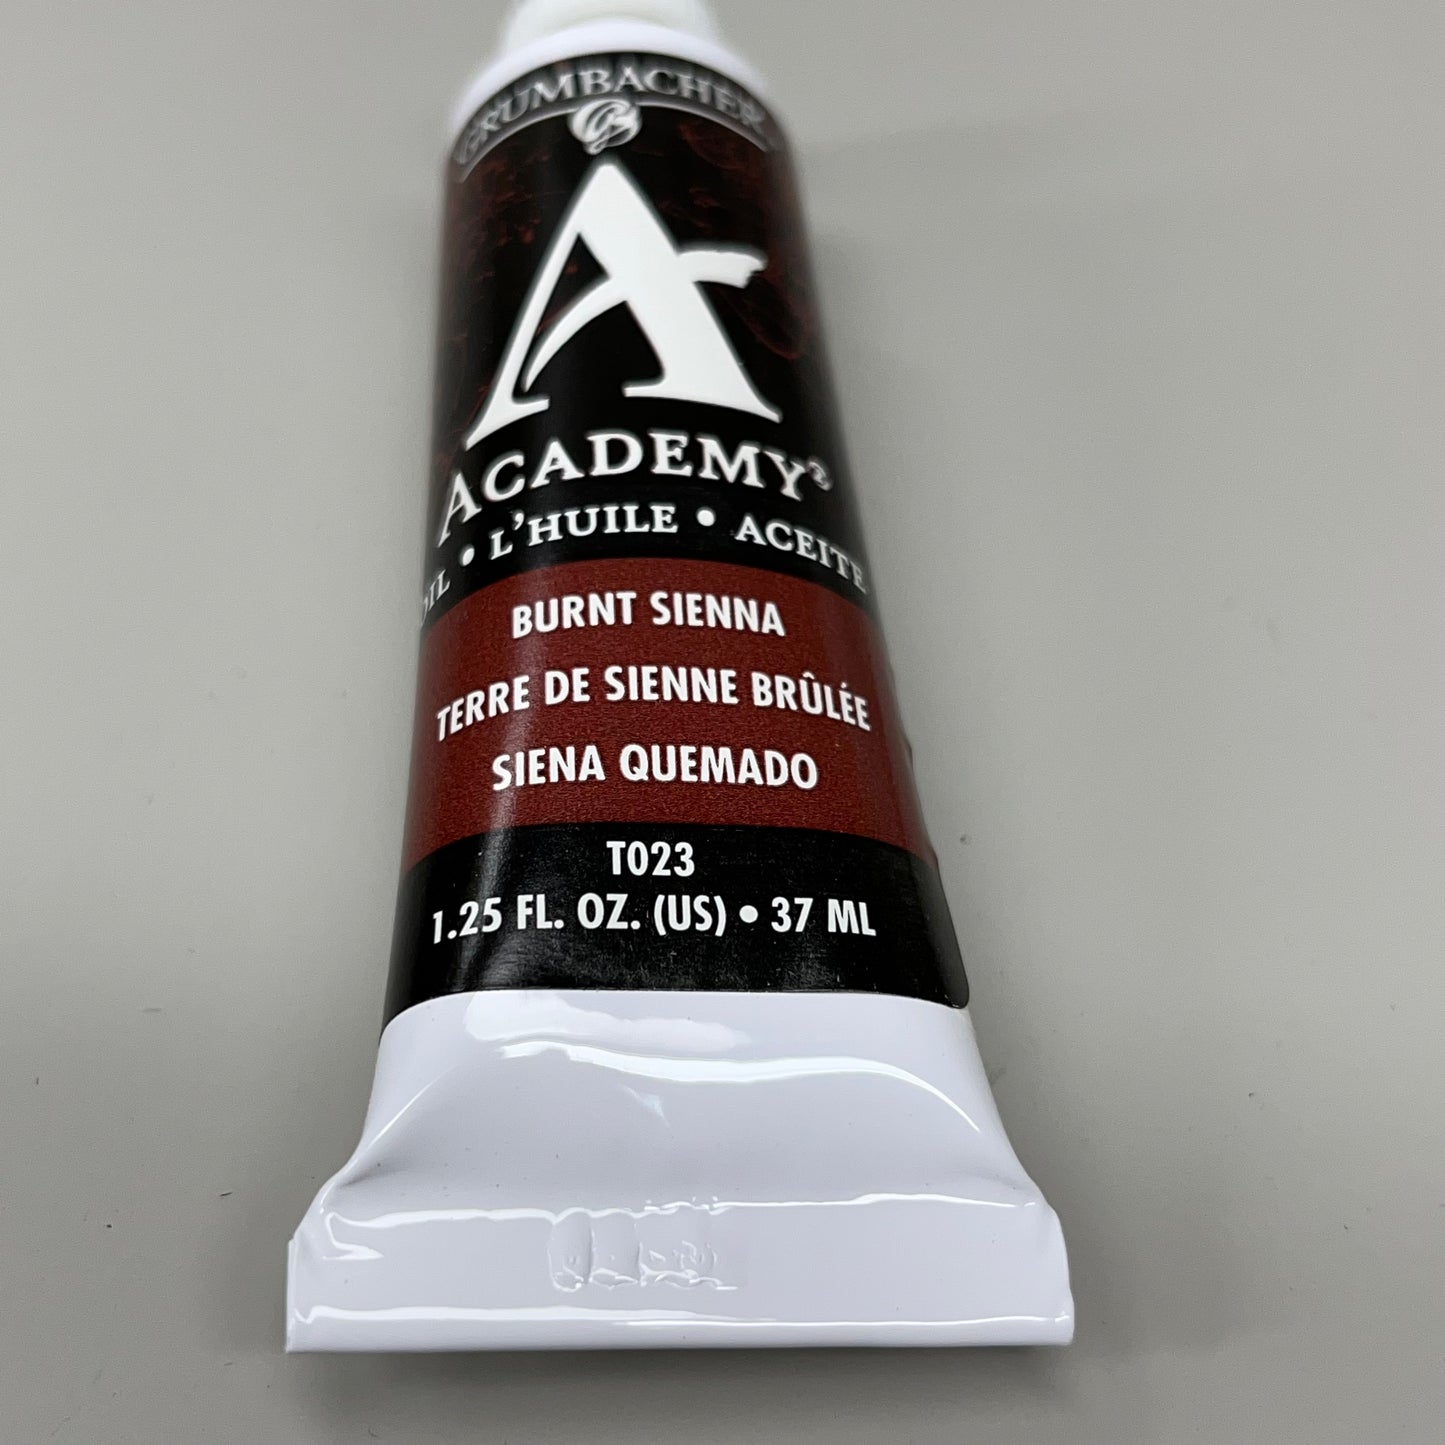 GRUMBACHER
A
ACADEMY®
OIL • L'HUILE • ACEITE
BURNT SIENNA
TERRE DE SIENNE BRÛLÉE
SIENA QUEMADO
T023
1.25 FL. OZ. (US) • 37 ML